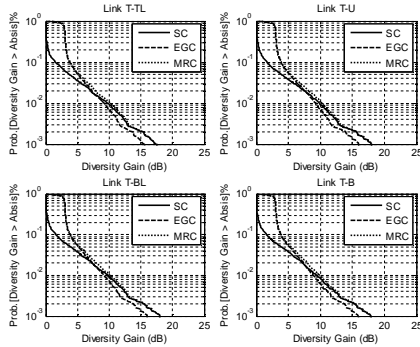 Link T-TL
Prob.[Diversity Gain > Absis]%
10^0
10^-1
10^-2
10^-3
SC
EGC
MRC
0 5 10 15 20 25
Diversity Gain (dB)
Link T-U
Prob.[Diversity Gain > Absis]%
10^0
10^-1
10^-2
10^-3
SC
EGC
MRC
0 5 10 15 20 25
Diversity Gain (dB)
Link T-BL
Prob.[Diversity Gain > Absis]%
10^0
10^-1
10^-2
10^-3
SC
EGC
MRC
0 5 10 15 20 25
Diversity Gain (dB)
Link T-B
Prob.[Diversity Gain > Absis]%
10^0
10^-1
10^-2
10^-3
SC
EGC
MRC
0 5 10 15 20 25
Diversity Gain (dB)